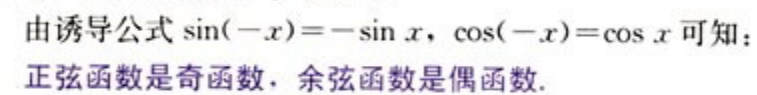 由诱导公式 sin(－x)=－sin x，cos(－x)=cos x 可知：
正弦函数是奇函数，余弦函数是偶函数.